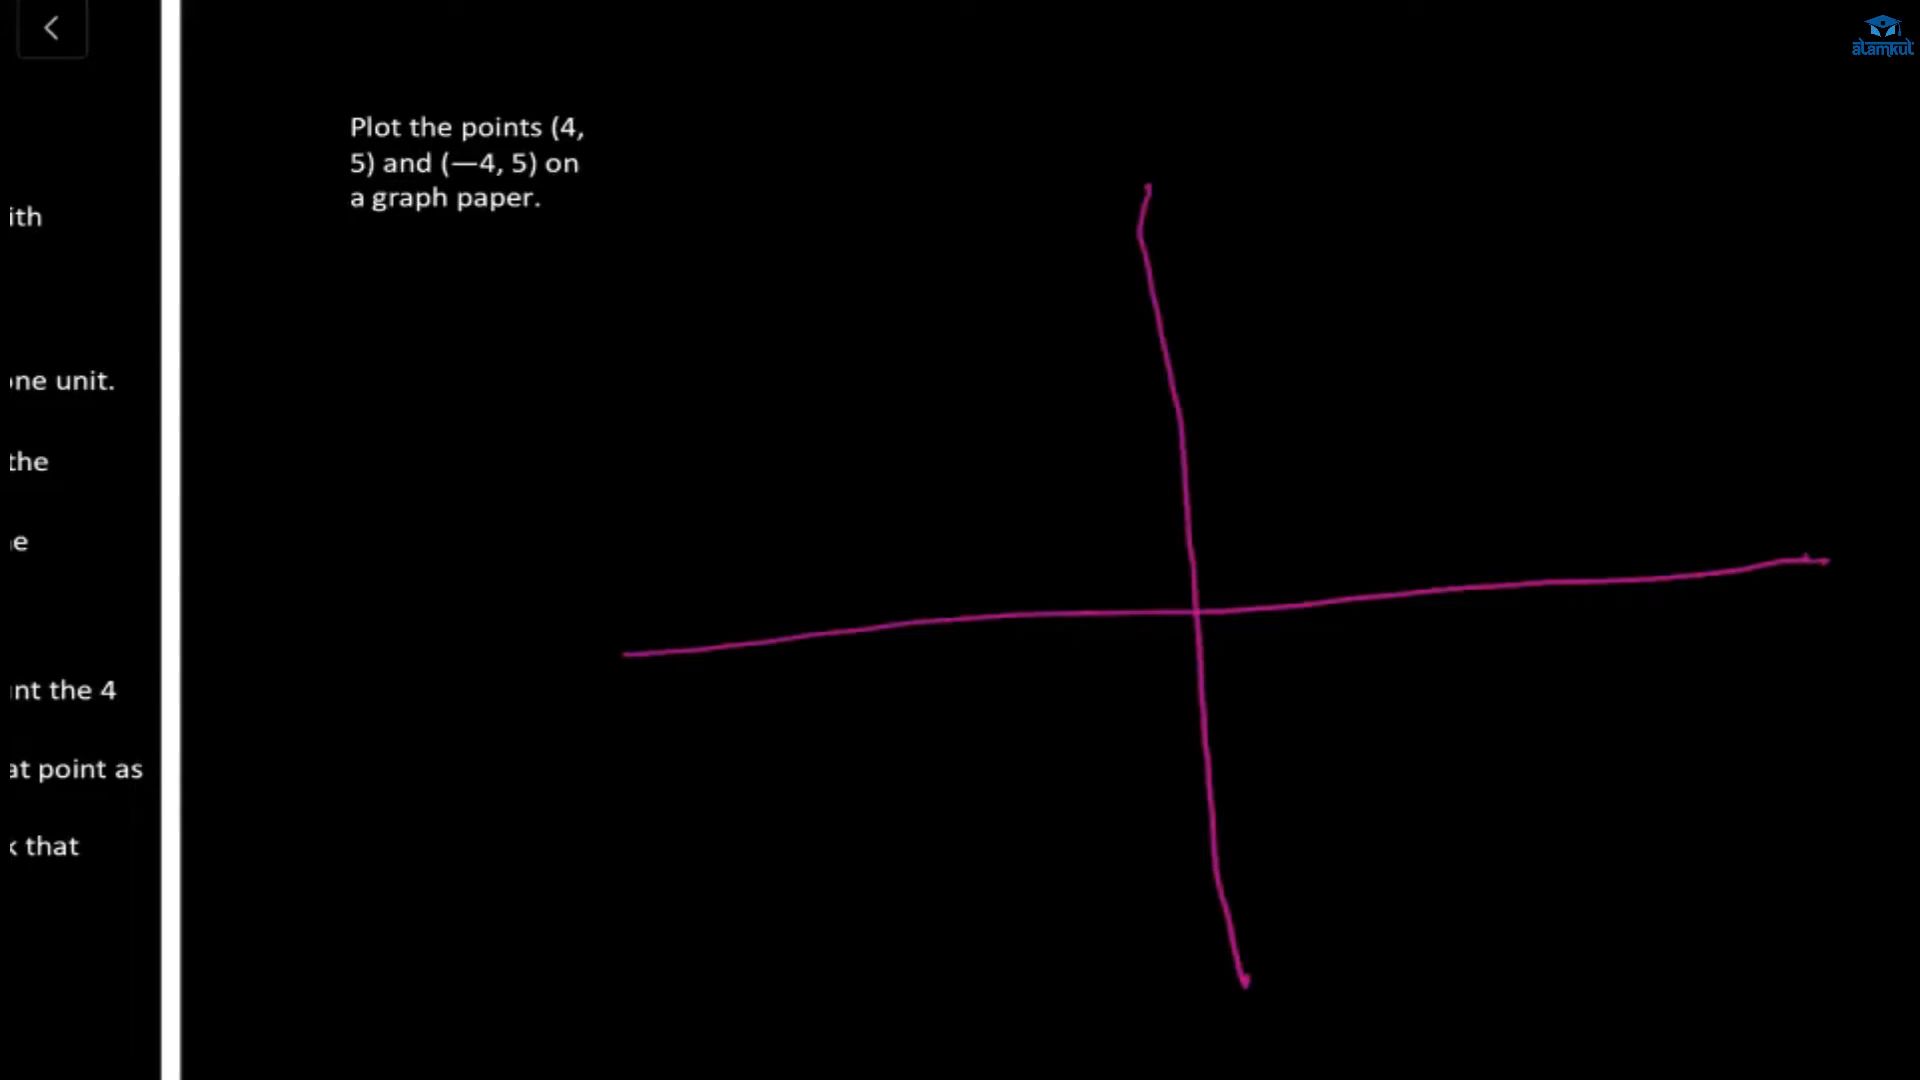 ith
one unit.
the
nt the 4
at point as
k that
Plot the points (4,
5) and (—4, 5) on
a graph paper.
alamkut